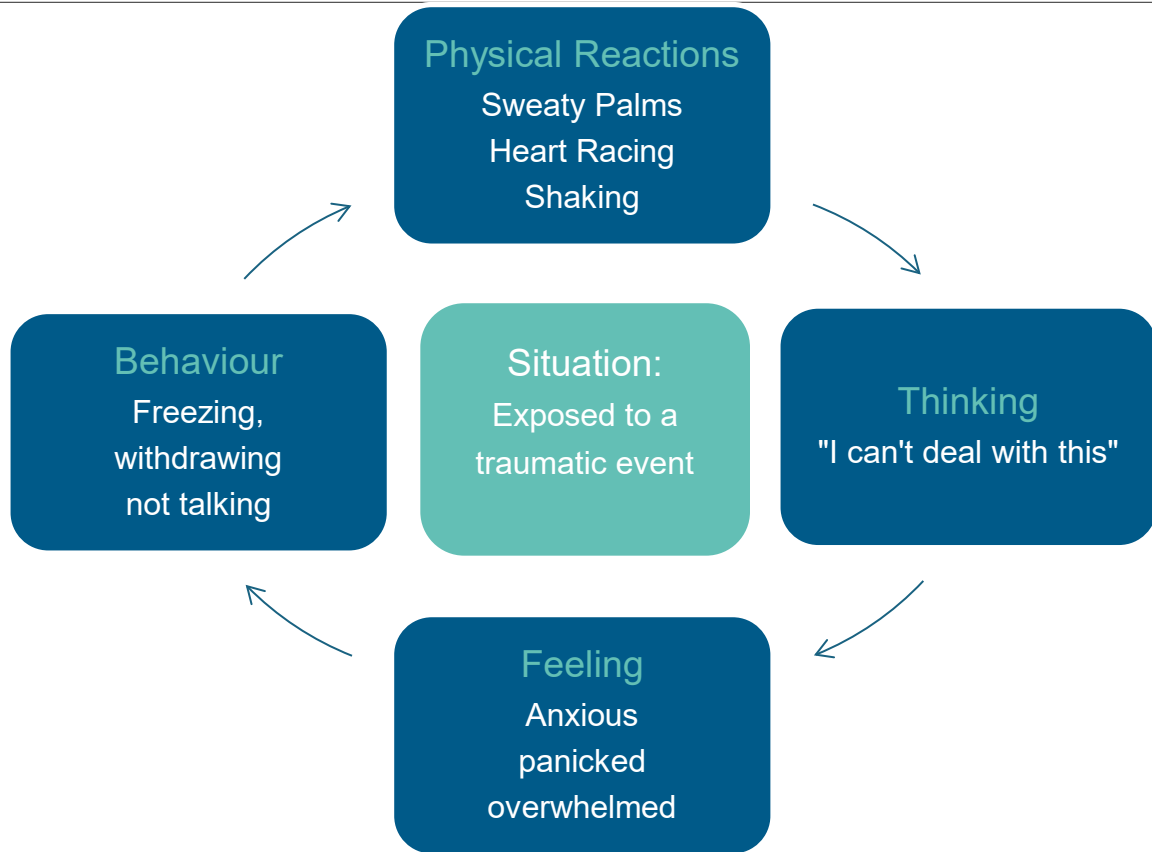 Physical Reactions
Sweaty Palms
Heart Racing
Shaking
Behaviour
Freezing,
withdrawing
not talking
Situation:
Exposed to a
traumatic event
Thinking
"I can't deal with this"
Feeling
Anxious
panicked
overwhelmed